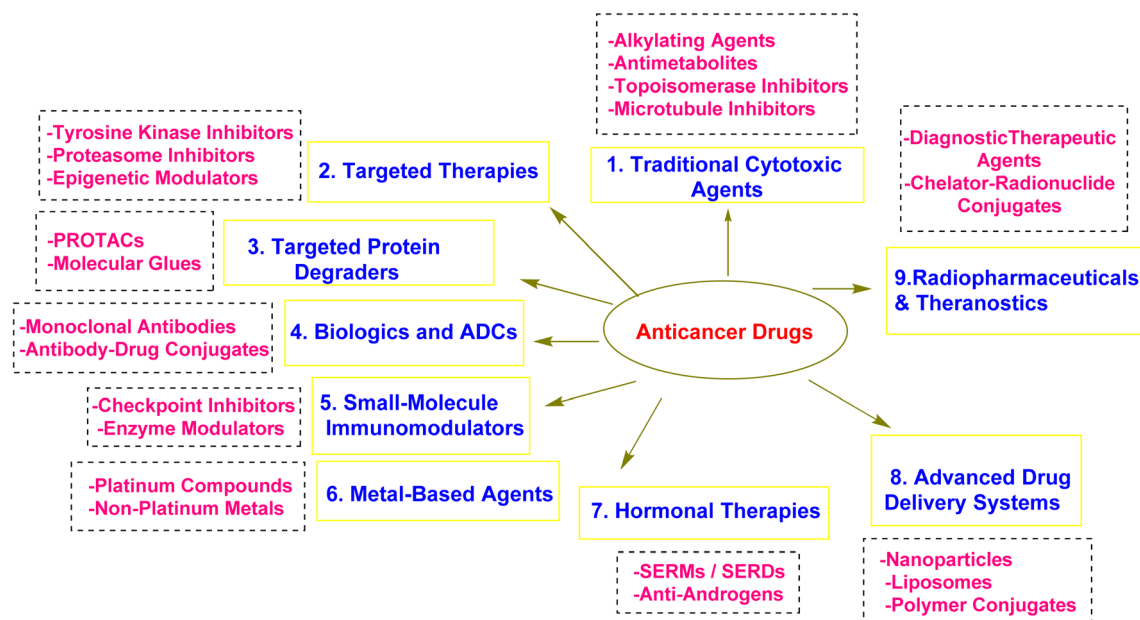 -Alkylating Agents
-Antimetabolites
-Topoisomerase Inhibitors
-Microtubule Inhibitors
1. Traditional Cytotoxic
Agents
-Tyrosine Kinase Inhibitors
-Proteasome Inhibitors
-Epigenetic Modulators
2. Targeted Therapies
-PROTACs
-Molecular Glues
3. Targeted Protein
Degraders
-Monoclonal Antibodies
-Antibody-Drug Conjugates
4. Biologics and ADCs
-Checkpoint Inhibitors
-Enzyme Modulators
5. Small-Molecule
Immunomodulators
-Platinum Compounds
-Non-Platinum Metals
6. Metal-Based Agents
Anticancer Drugs
7. Hormonal Therapies
-SERMs / SERDs
-Anti-Androgens
8. Advanced Drug
Delivery Systems
-Nanoparticles
-Liposomes
-Polymer Conjugates
-DiagnosticTherapeutic
Agents
-Chelator-Radionuclide
Conjugates
9.Radiopharmaceuticals
& Theranostics